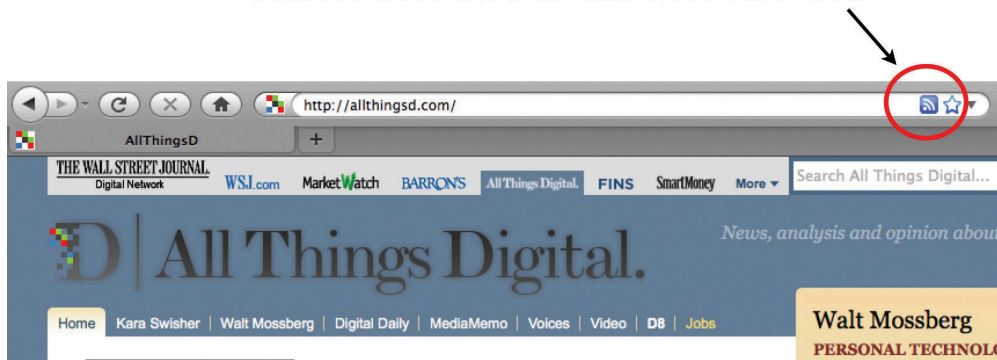 http://allthingsd.com/
AllThingsD
THE WALL STREET JOURNAL.
Digital Network
WSJ.com MarketWatch BARRON'S All Things Digital. FINS SmartMoney More
Search All Things Digital...
D All Things Digital.
News, analysis and opinion abou
Home Kara Swisher Walt Mossberg Digital Daily MediaMemo Voices Video D8 Jobs
Walt Mossberg
PERSONAL TECHNOLO